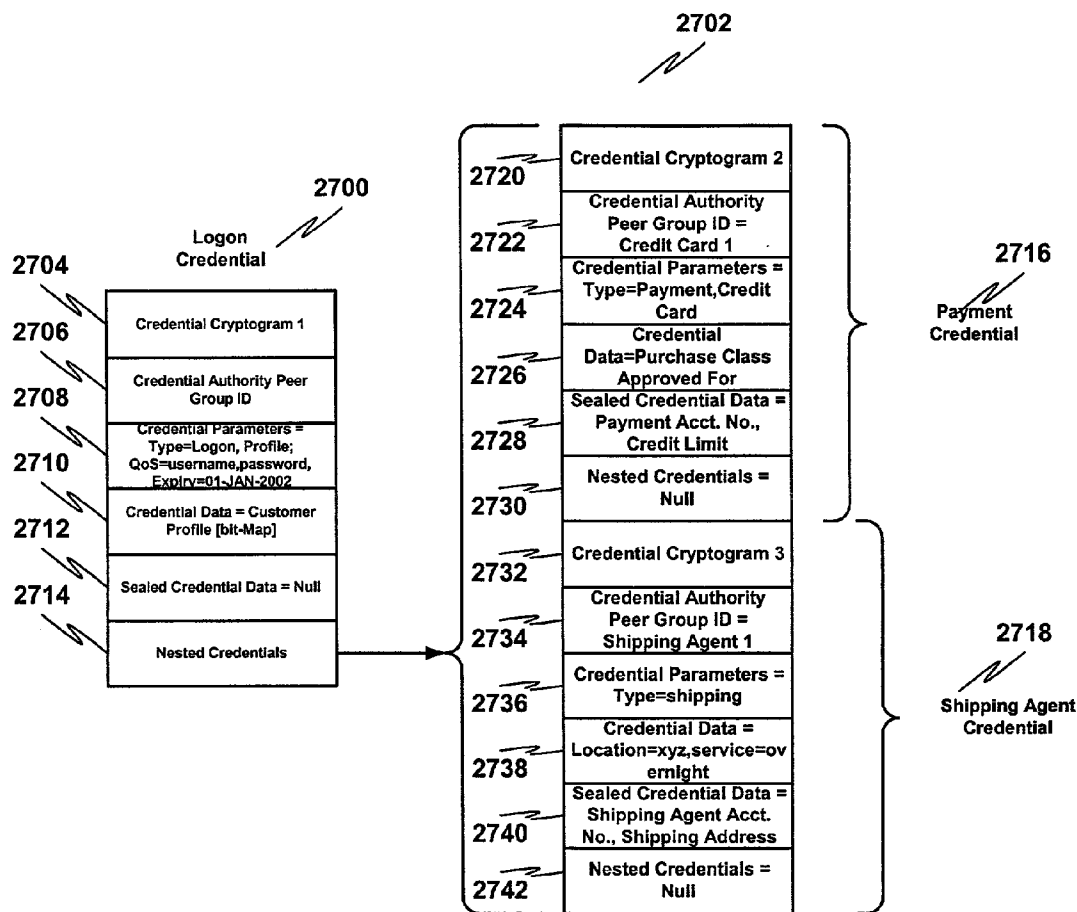 2702
2700
Logon
Credential
2704
Credential Cryptogram 1
2706
Credential Authority Peer
Group ID
2708
Credential Parameters =
Type=Logon, Profile;
QoS=username,password,
Expiry=01-JAN-2002
2710
Credential Data = Customer
Profile [bit-Map]
2712
Sealed Credential Data = Null
2714
Nested Credentials
2720
Credential Cryptogram 2
2722
Credential Authority
Peer Group ID =
Credit Card 1
2724
Credential Parameters =
Type=Payment,Credit
Card
2726
Credential
Data=Purchase Class
Approved For
2728
Sealed Credential Data =
Payment Acct. No.,
Credit Limit
2730
Nested Credentials =
Null
2716
Payment
Credential
2732
Credential Cryptogram 3
2734
Credential Authority
Peer Group ID =
Shipping Agent 1
2736
Credential Parameters =
Type=shipping
2738
Credential Data =
Location=xyz,service=ov
ernight
2740
Sealed Credential Data =
Shipping Agent Acct.
No., Shipping Address
2742
Nested Credentials =
Null
2718
Shipping Agent
Credential